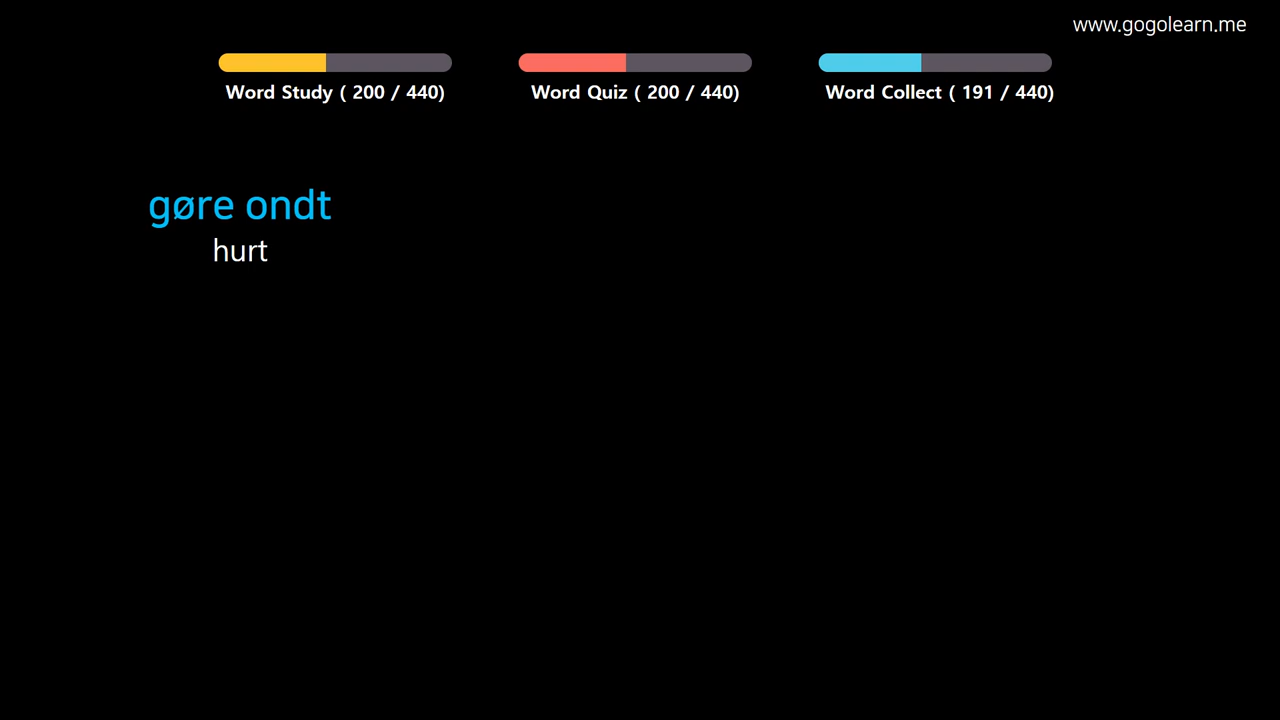 www.gogolearn.me
Word Study ( 200 / 440)
Word Quiz ( 200 / 440)
Word Collect ( 191 / 440)
gøre ondt
hurt